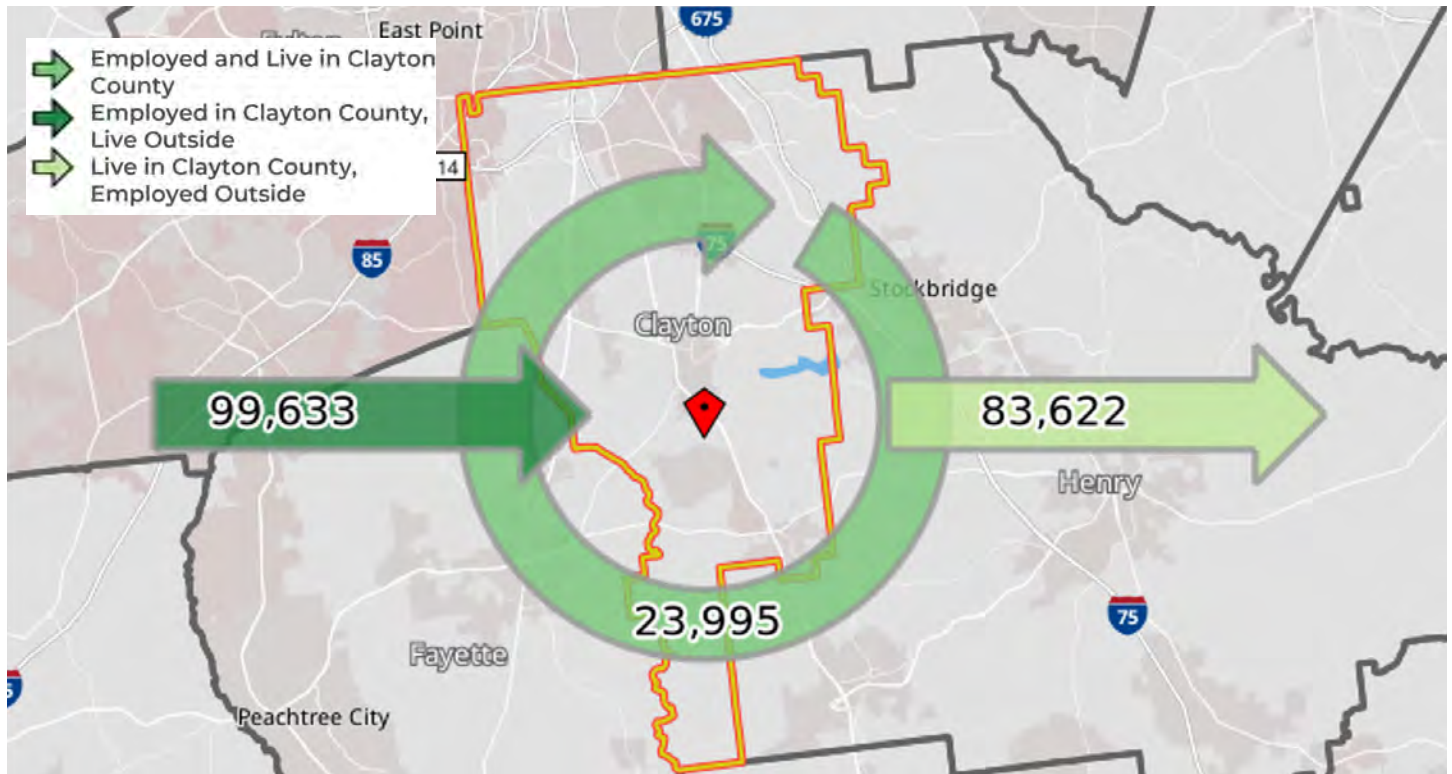 675
East Point
Employed and Live in Clayton
County
Employed in Clayton County,
Live Outside
Live in Clayton County,
Employed Outside
14
85
75
Stockbridge
Clayton
99,633
83,622
Henry
23,995
75
Fayette
Peachtree City